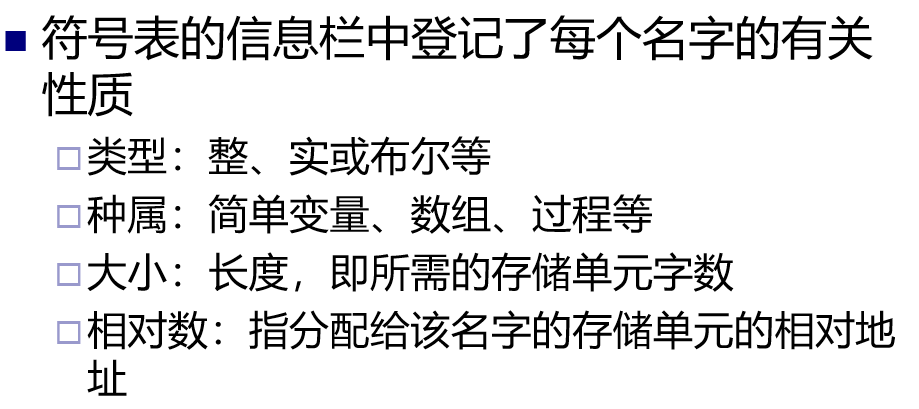 符号表的信息栏中登记了每个名字的有关
性质
类型：整、实或布尔等
种属：简单变量、数组、过程等
大小：长度，即所需的存储单元字数
相对数：指分配给该名字的存储单元的相对地
址